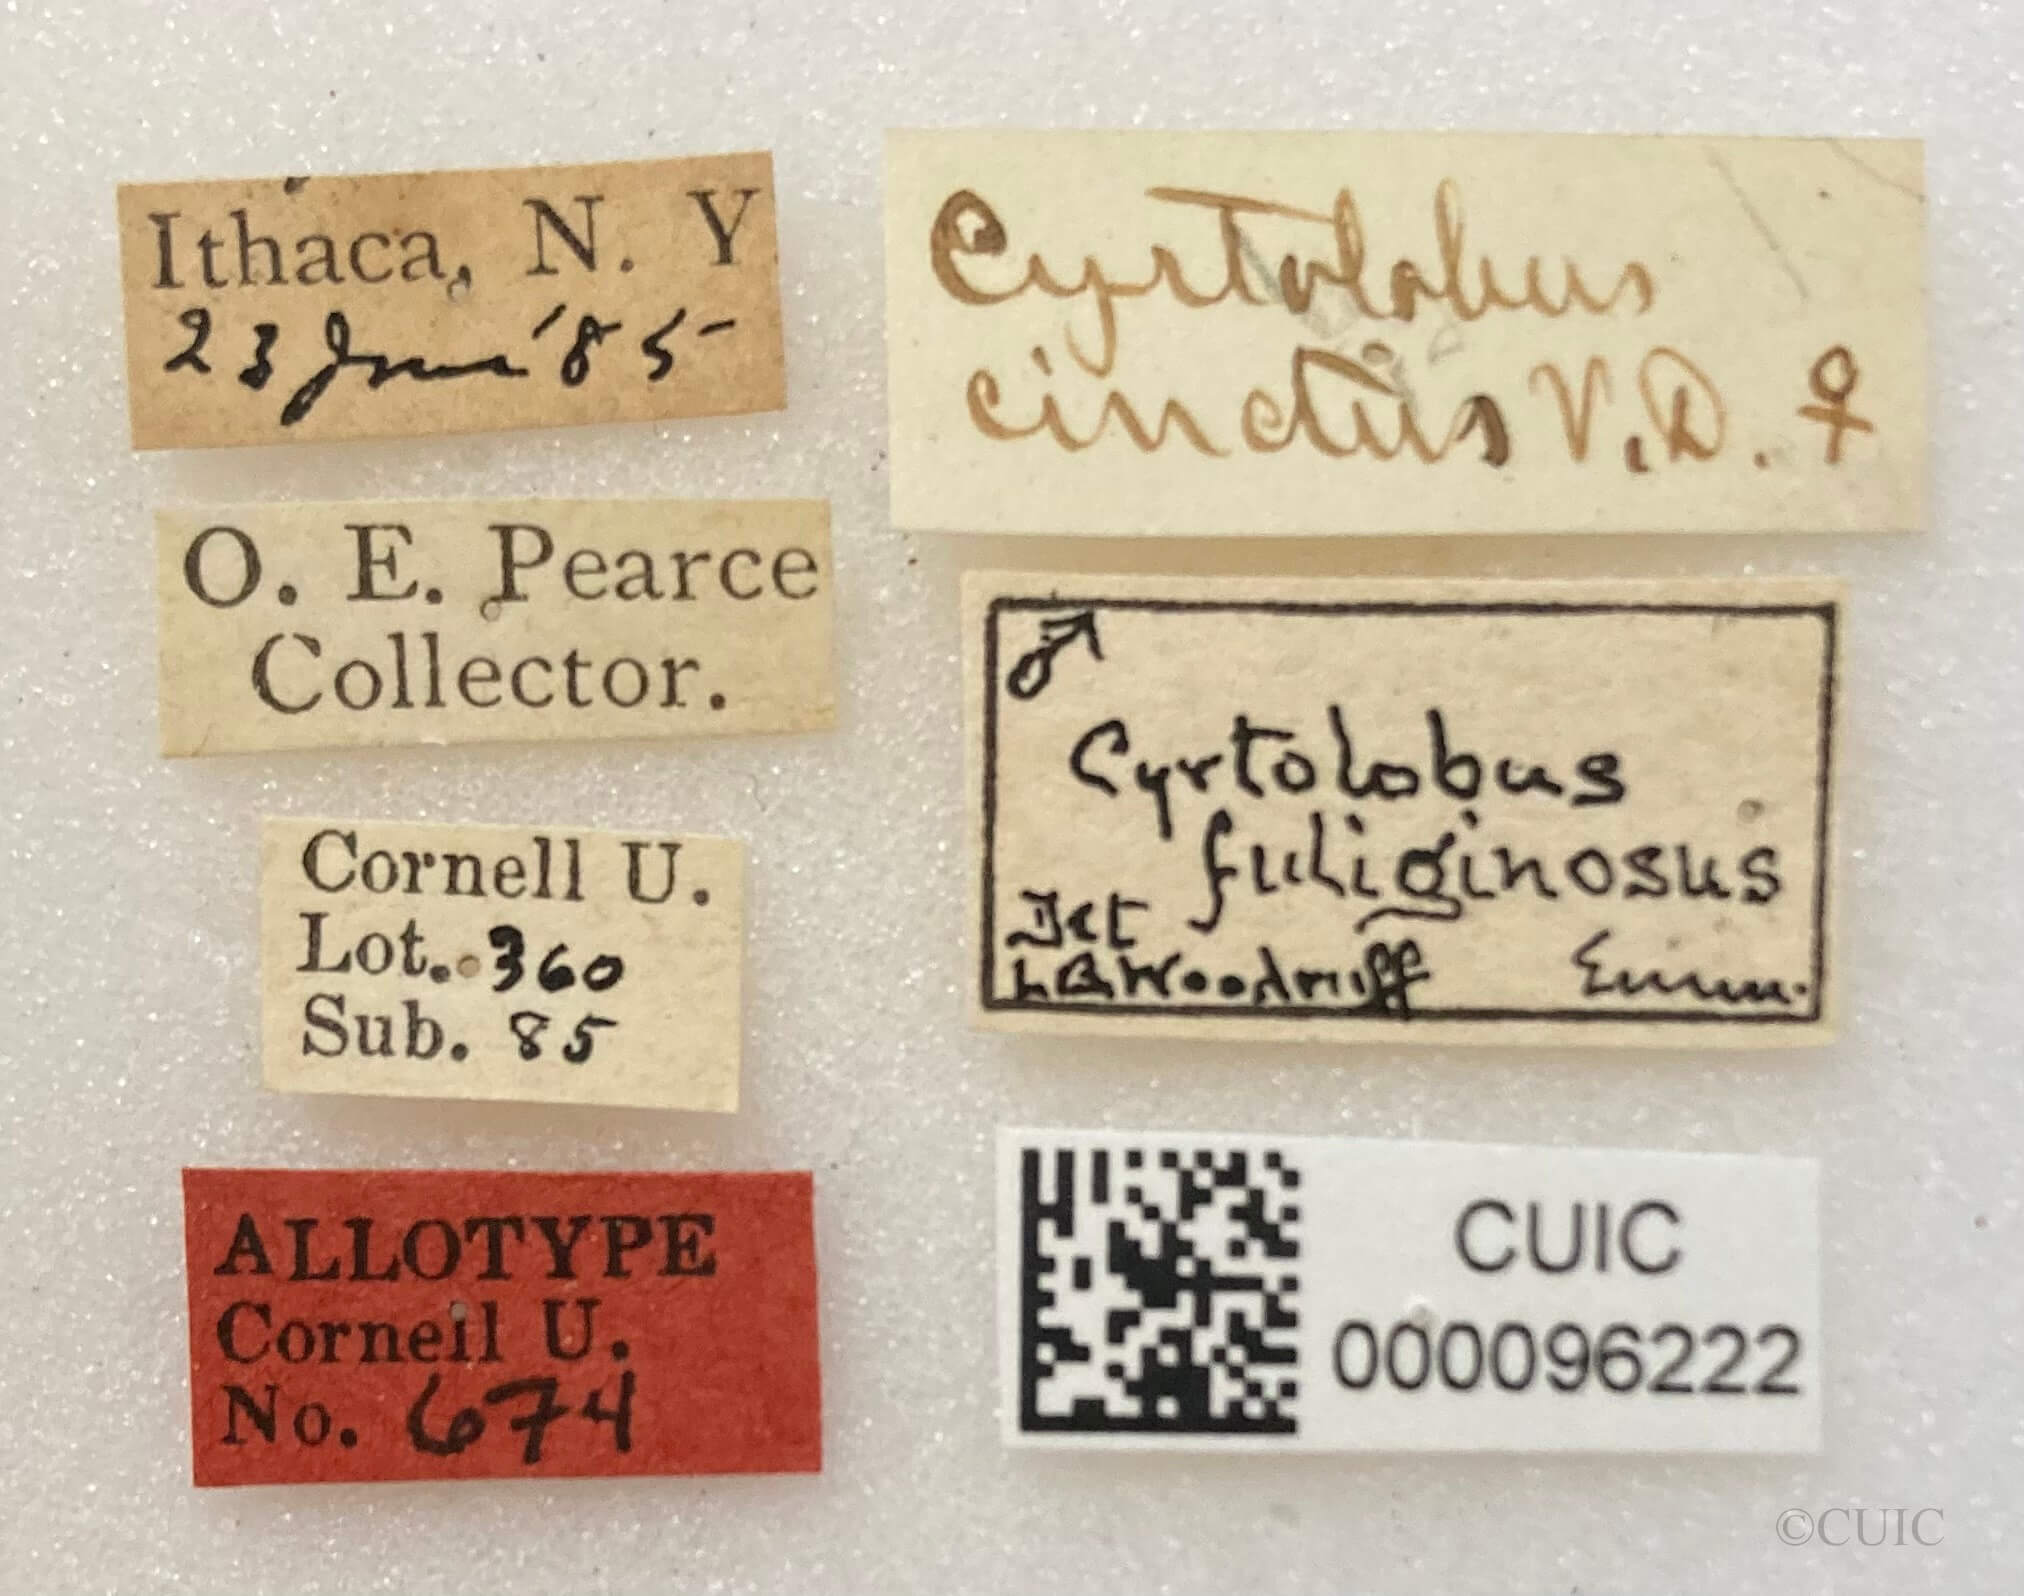 Ithaca, N. Y
23 June '85
O. E. Pearce
Collector.
Cornell U.
Lot. 360
Sub. 85
ALLOTYPE
Cornell U.
No. 674
Cyrtolobus
cinctus V.D. ♀
♂
Cyrtolobus
fuliginosus
Emm.
Det
L B Woodruff
CUIC
000096222
©CUIC